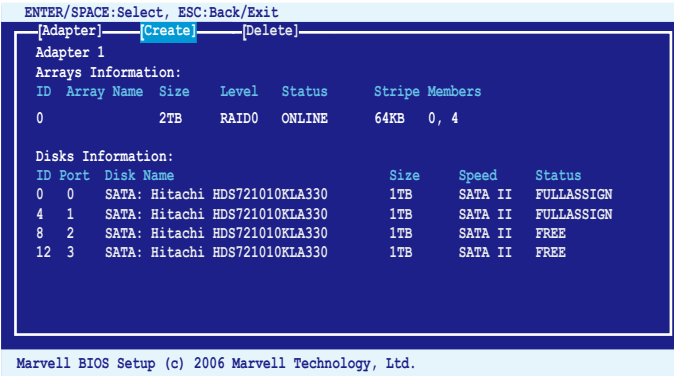 ENTER/SPACE:Select, ESC:Back/Exit
[Adapter] [Create] [Delete]
Adapter 1
Arrays Information:
ID Array Name Size Level Status Stripe Members
0 2TB RAID0 ONLINE 64KB 0, 4
Disks Information:
ID Port Disk Name Size Speed Status
0 0 SATA: Hitachi HDS721010KLA330 1TB SATA II FULLASSIGN
4 1 SATA: Hitachi HDS721010KLA330 1TB SATA II FULLASSIGN
8 2 SATA: Hitachi HDS721010KLA330 1TB SATA II FREE
12 3 SATA: Hitachi HDS721010KLA330 1TB SATA II FREE
Marvell BIOS Setup (c) 2006 Marvell Technology, Ltd.